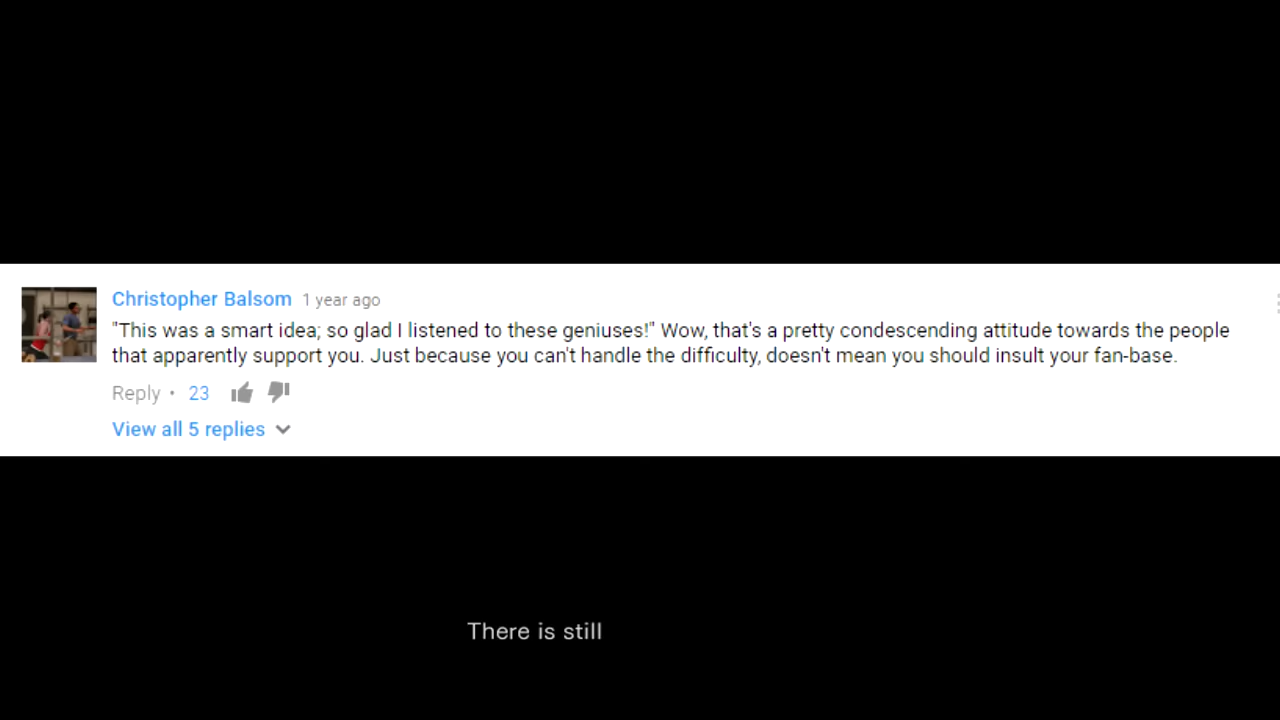 Christopher Balsom 1 year ago
"This was a smart idea; so glad I listened to these geniuses!" Wow, that's a pretty condescending attitude towards the people
that apparently support you. Just because you can't handle the difficulty, doesn't mean you should insult your fan-base.
Reply • 23
View all 5 replies
There is still